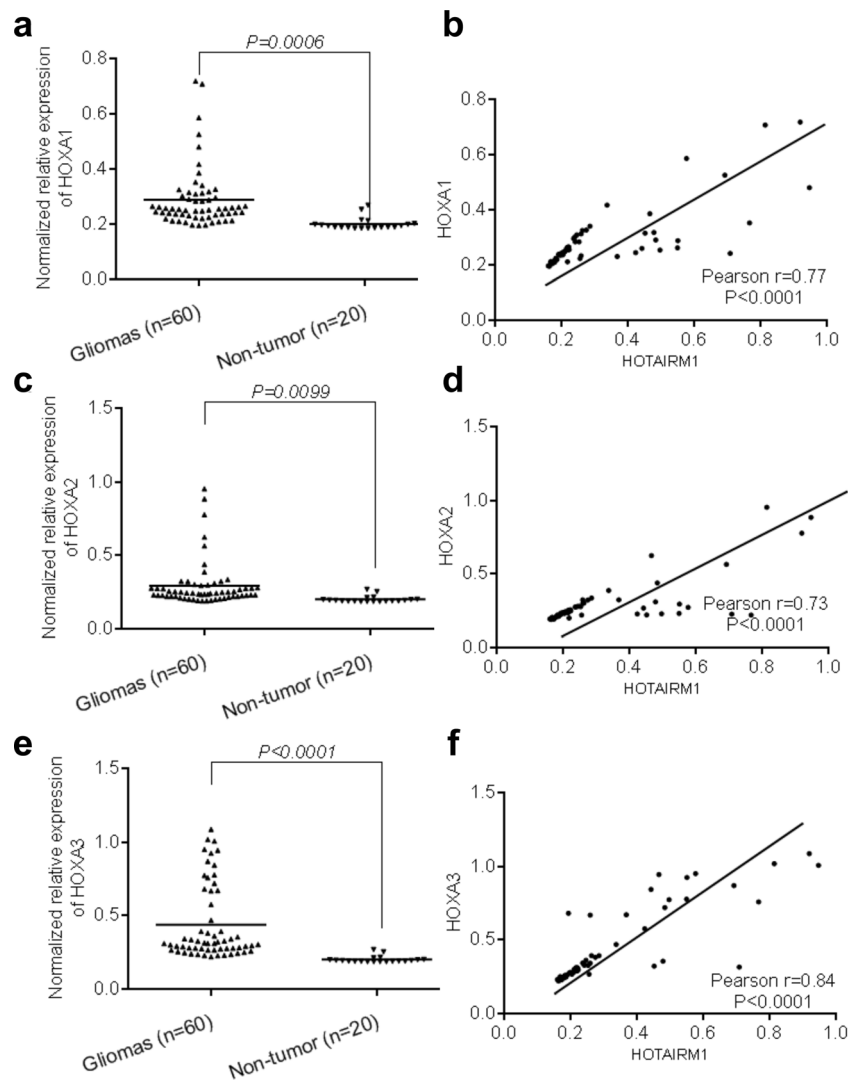 a
P=0.0006
Normalized relative expression
of HOXA1
0.8
0.6
0.4
0.2
0.0
Gliomas (n=60)
Non-tumor (n=20)
b
HOXA1
0.8
0.6
0.4
0.2
0.0
Pearson r=0.77
P<0.0001
0.0
0.2
0.4
0.6
0.8
1.0
HOTAIRM1
c
P=0.0099
Normalized relative expression
of HOXA2
1.5
1.0
0.5
0.0
Gliomas (n=60)
Non-tumor (n=20)
d
HOXA2
1.5
1.0
0.5
0.0
Pearson r=0.73
P<0.0001
0.0
0.2
0.4
0.6
0.8
1.0
HOTAIRM1
e
P<0.0001
Normalized relative expression
of HOXA3
1.5
1.0
0.5
0.0
Gliomas (n=60)
Non-tumor (n=20)
f
HOXA3
1.5
1.0
0.5
0.0
Pearson r=0.84
P<0.0001
0.0
0.2
0.4
0.6
0.8
1.0
HOTAIRM1